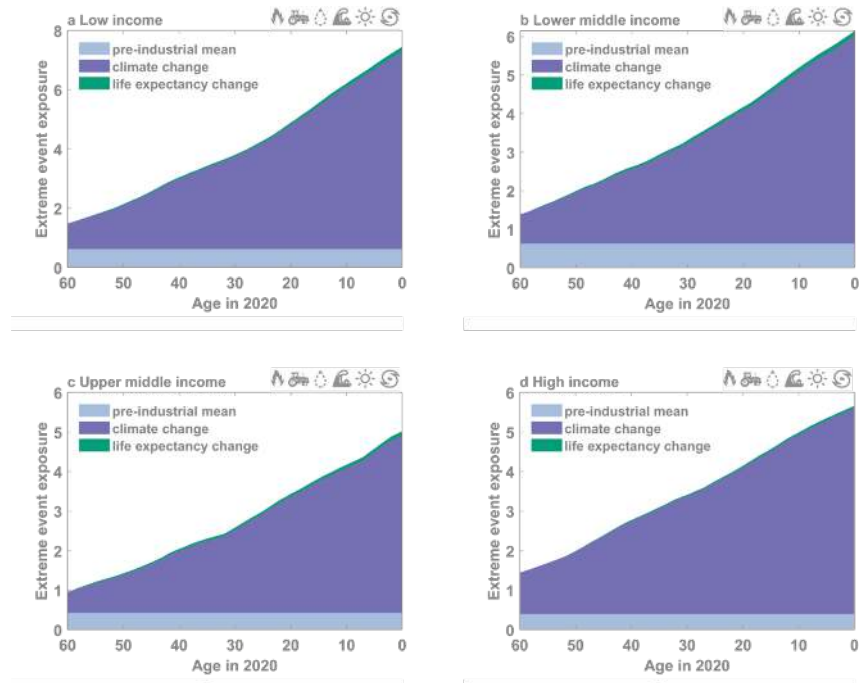 a Low income
8
pre-industrial mean
climate change
life expectancy change
6
4
2
0
Extreme event exposure
60 50 40 30 20 10 0
Age in 2020
b Lower middle income
6
pre-industrial mean
climate change
life expectancy change
5
4
3
2
1
0
Extreme event exposure
60 50 40 30 20 10 0
Age in 2020
c Upper middle income
6
pre-industrial mean
climate change
life expectancy change
5
4
3
2
1
0
Extreme event exposure
60 50 40 30 20 10 0
Age in 2020
d High income
6
pre-industrial mean
climate change
life expectancy change
5
4
3
2
1
0
Extreme event exposure
60 50 40 30 20 10 0
Age in 2020